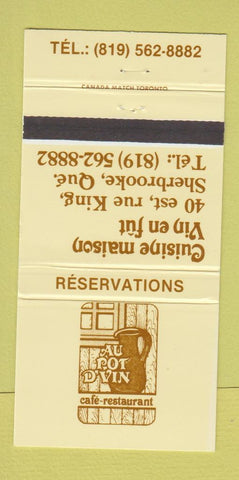 TÉL.: (819) 562-8882
CANADA MATCH TORONTO
Cuisine maison
Vin en fût
40 est, rue King,
Sherbrooke, Qué.
Tél.: (819) 562-8882
RÉSERVATIONS
AU
POT
D'VIN
café-restaurant